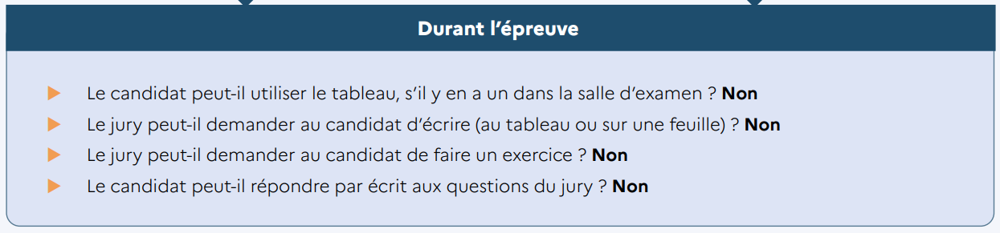 Durant l’épreuve
Le candidat peut-il utiliser le tableau, s’il y en a un dans la salle d’examen ? Non
Le jury peut-il demander au candidat d’écrire (au tableau ou sur une feuille) ? Non
Le jury peut-il demander au candidat de faire un exercice ? Non
Le candidat peut-il répondre par écrit aux questions du jury ? Non